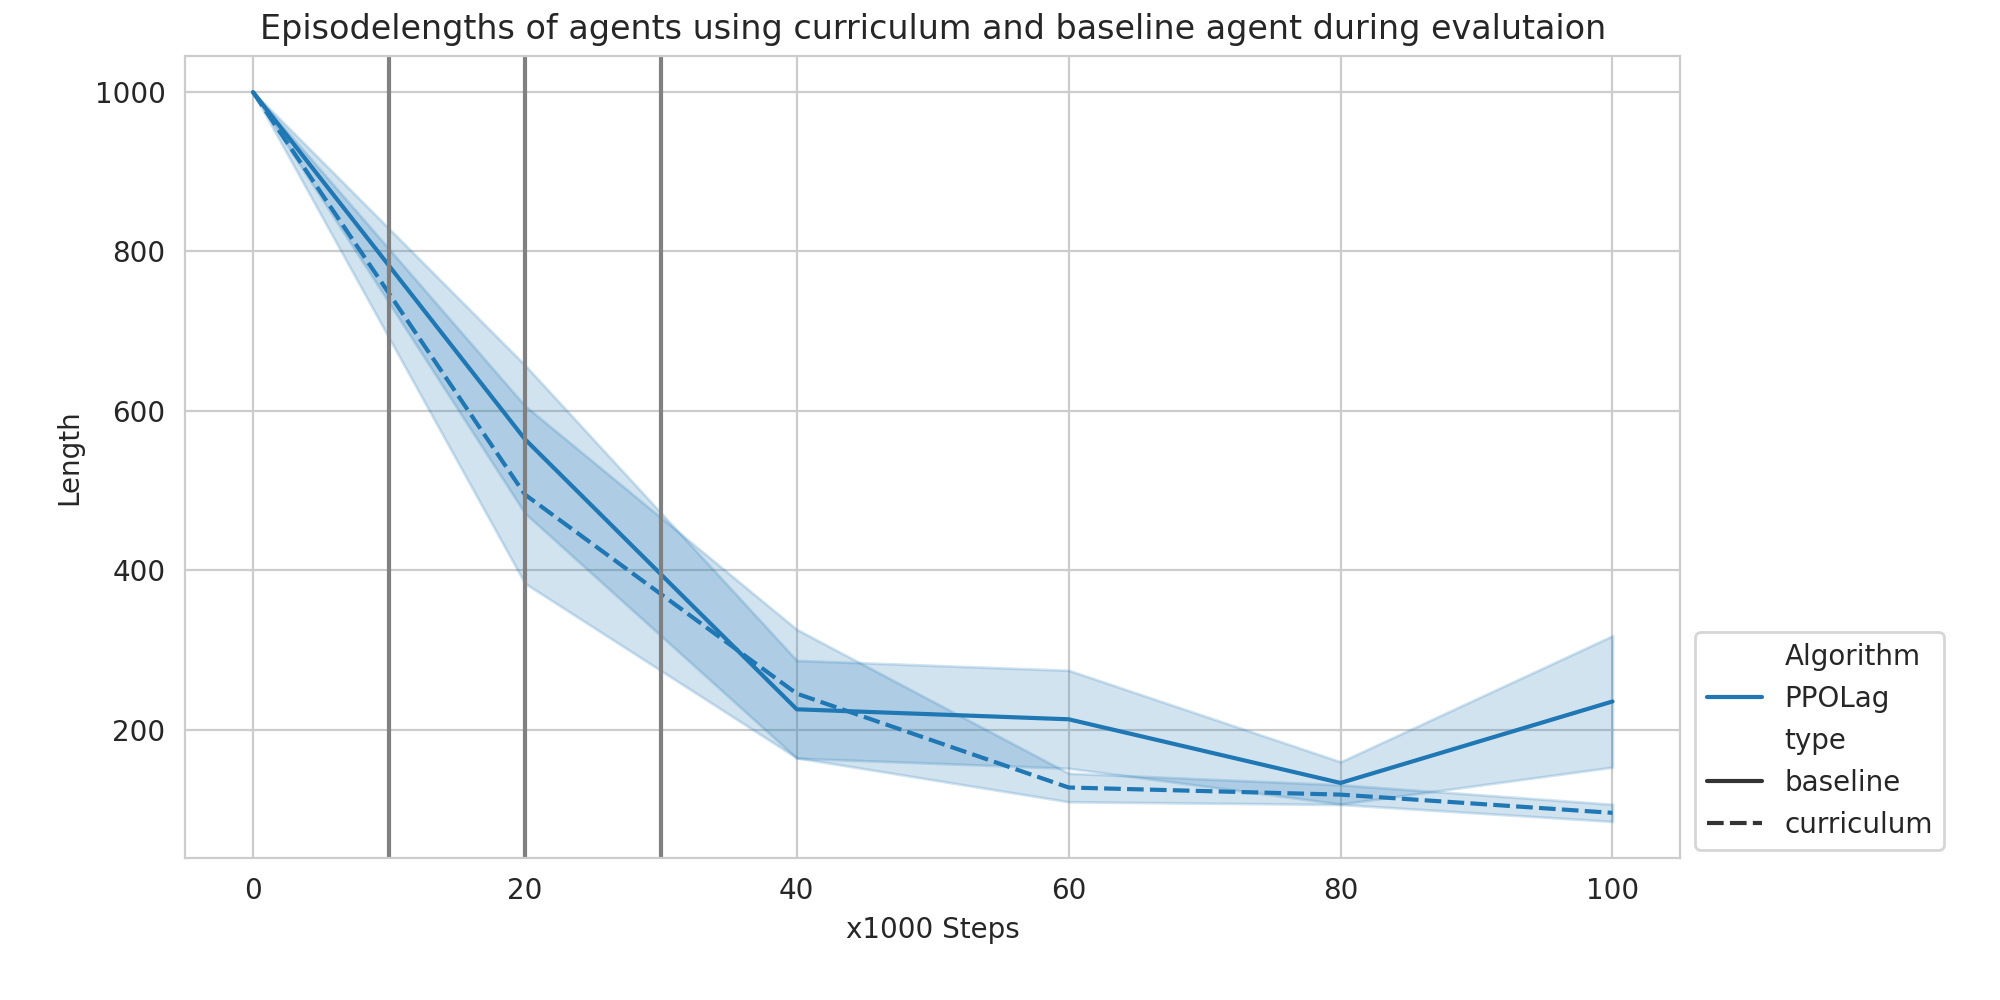 Episodelengths of agents using curriculum and baseline agent during evalutaion
1000
800
600
400
200
Length
0 20 40 60 80 100
x1000 Steps
Algorithm
PPOLag
type
baseline
curriculum